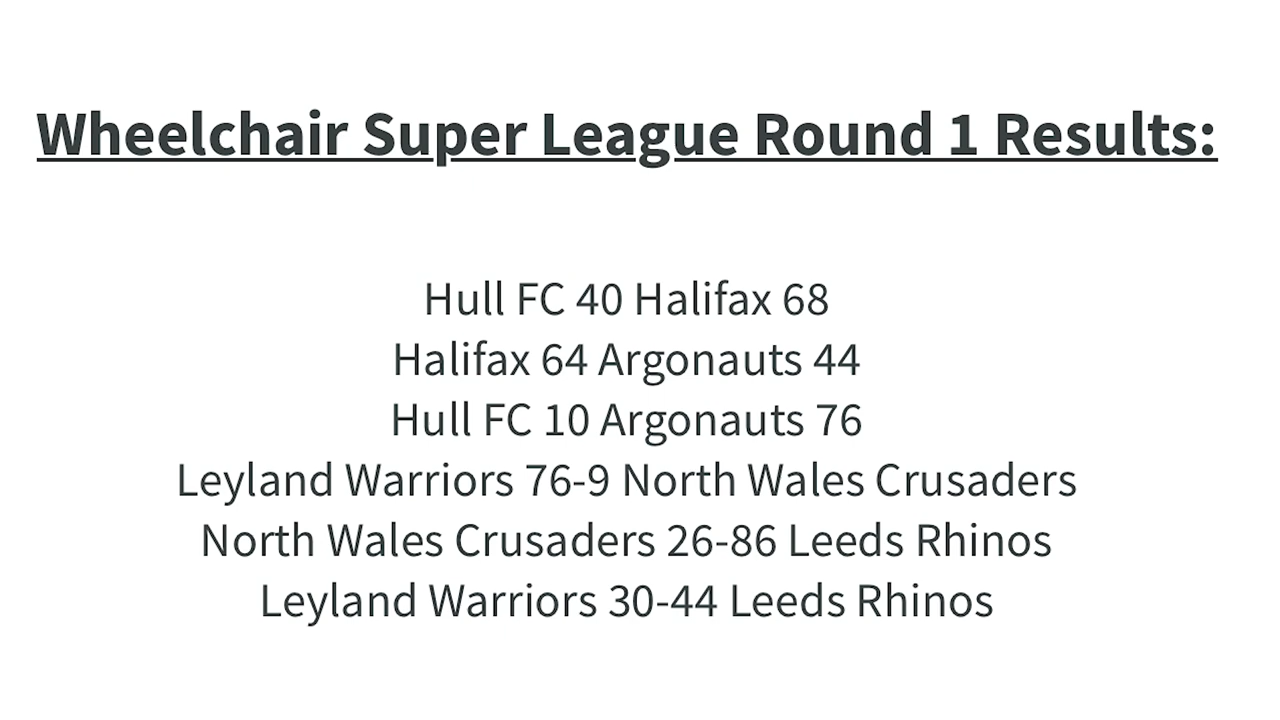 Wheelchair Super League Round 1 Results:
Hull FC 40 Halifax 68
Halifax 64 Argonauts 44
Hull FC 10 Argonauts 76
Leyland Warriors 76-9 North Wales Crusaders
North Wales Crusaders 26-86 Leeds Rhinos
Leyland Warriors 30-44 Leeds Rhinos